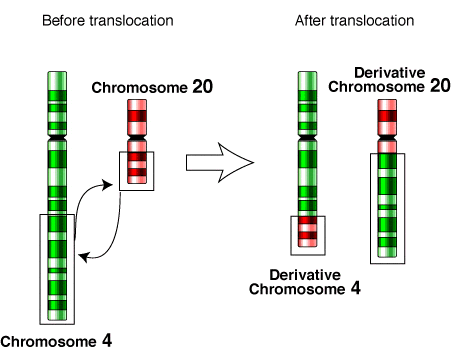 Before translocation
After translocation
Chromosome 20
Derivative
Chromosome 20
Derivative
Chromosome 4
Chromosome 4